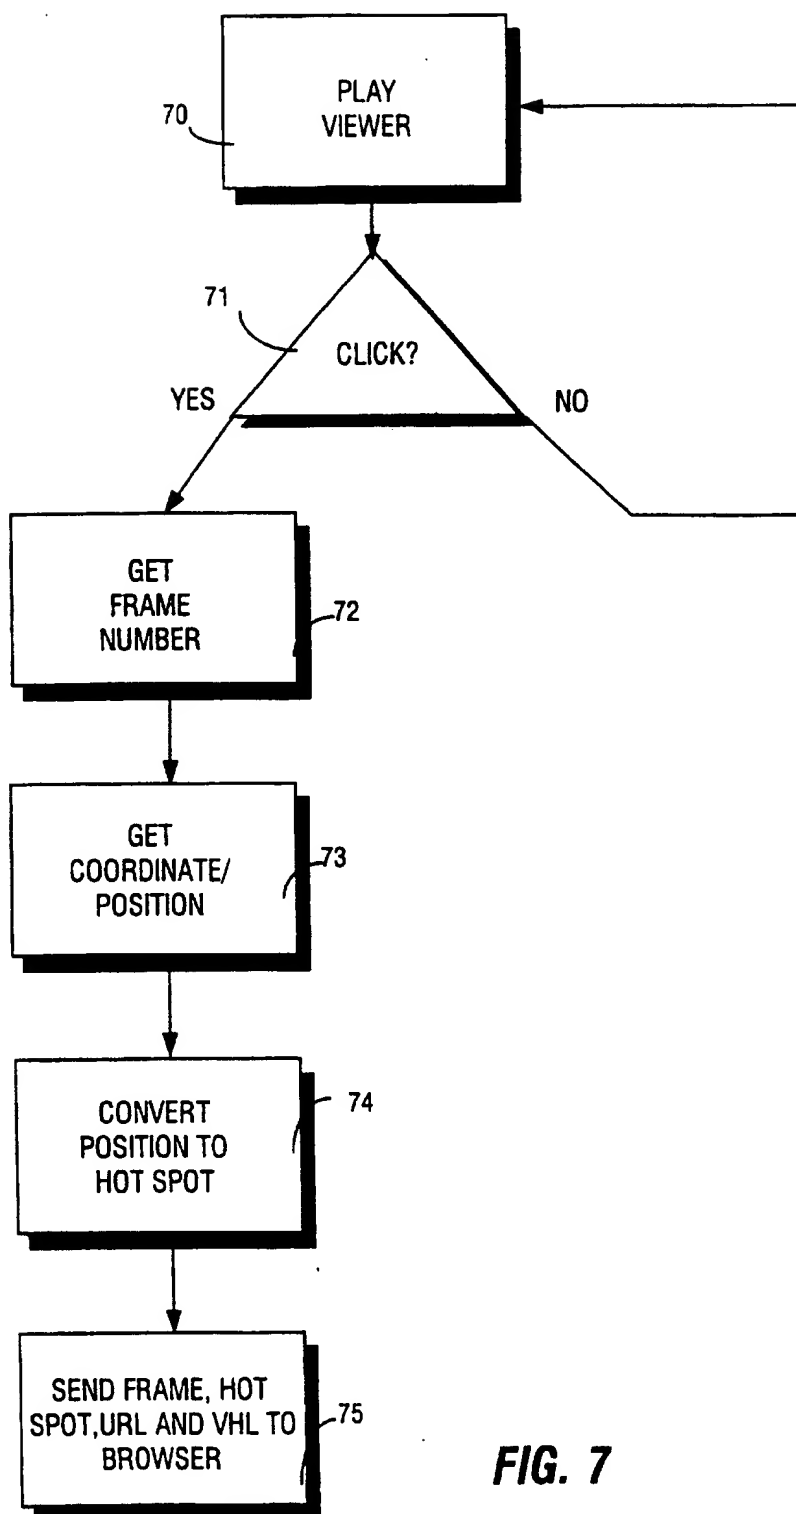 PLAY
VIEWER
70
71
CLICK?
YES
NO
GET
FRAME
NUMBER
72
GET
COORDINATE/
POSITION
73
CONVERT
POSITION TO
HOT SPOT
74
SEND FRAME, HOT
SPOT,URL AND VHL TO
BROWSER
75
FIG. 7